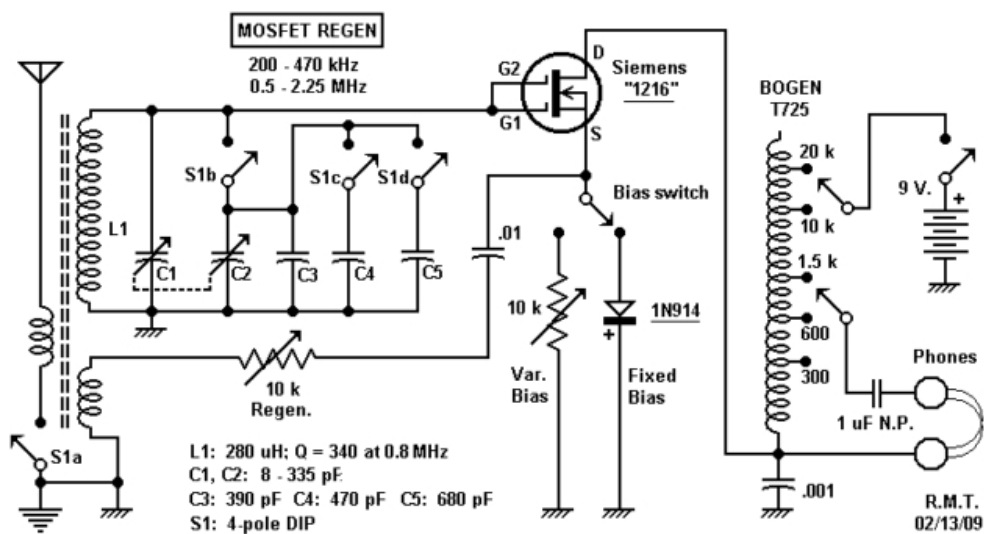 MOSFET REGEN
200 - 470 kHz
0.5 - 2.25 MHz
G2
G1
D
S
Siemens
"1216"
BOGEN
T725
20 k
10 k
1.5 k
600
300
9 V.
+
S1b
S1c
S1d
L1
C1
C2
C3
C4
C5
.01
Bias switch
10 k
Var.
Bias
1N914
+
Fixed
Bias
10 k
Regen.
Phones
1 uF N.P.
.001
S1a
L1: 280 uH; Q = 340 at 0.8 MHz
C1, C2: 8 - 335 pF.
C3: 390 pF C4: 470 pF C5: 680 pF
S1: 4-pole DIP
R.M.T.
02/13/09